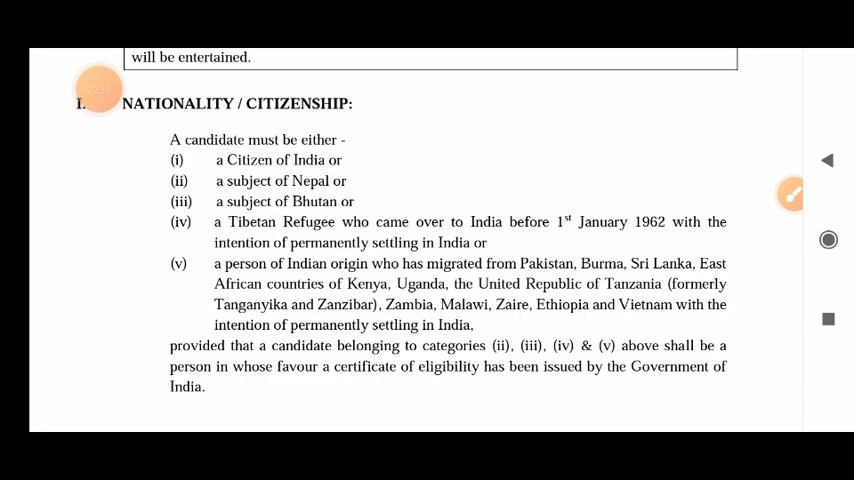 will be entertained.
02:39
I. NATIONALITY / CITIZENSHIP:
A candidate must be either -
(i) a Citizen of India or
(ii) a subject of Nepal or
(iii) a subject of Bhutan or
(iv) a Tibetan Refugee who came over to India before 1st January 1962 with the
intention of permanently settling in India or
(v) a person of Indian origin who has migrated from Pakistan, Burma, Sri Lanka, East
African countries of Kenya, Uganda, the United Republic of Tanzania (formerly
Tanganyika and Zanzibar), Zambia, Malawi, Zaire, Ethiopia and Vietnam with the
intention of permanently settling in India,
provided that a candidate belonging to categories (ii), (iii), (iv) & (v) above shall be a
person in whose favour a certificate of eligibility has been issued by the Government of
India.